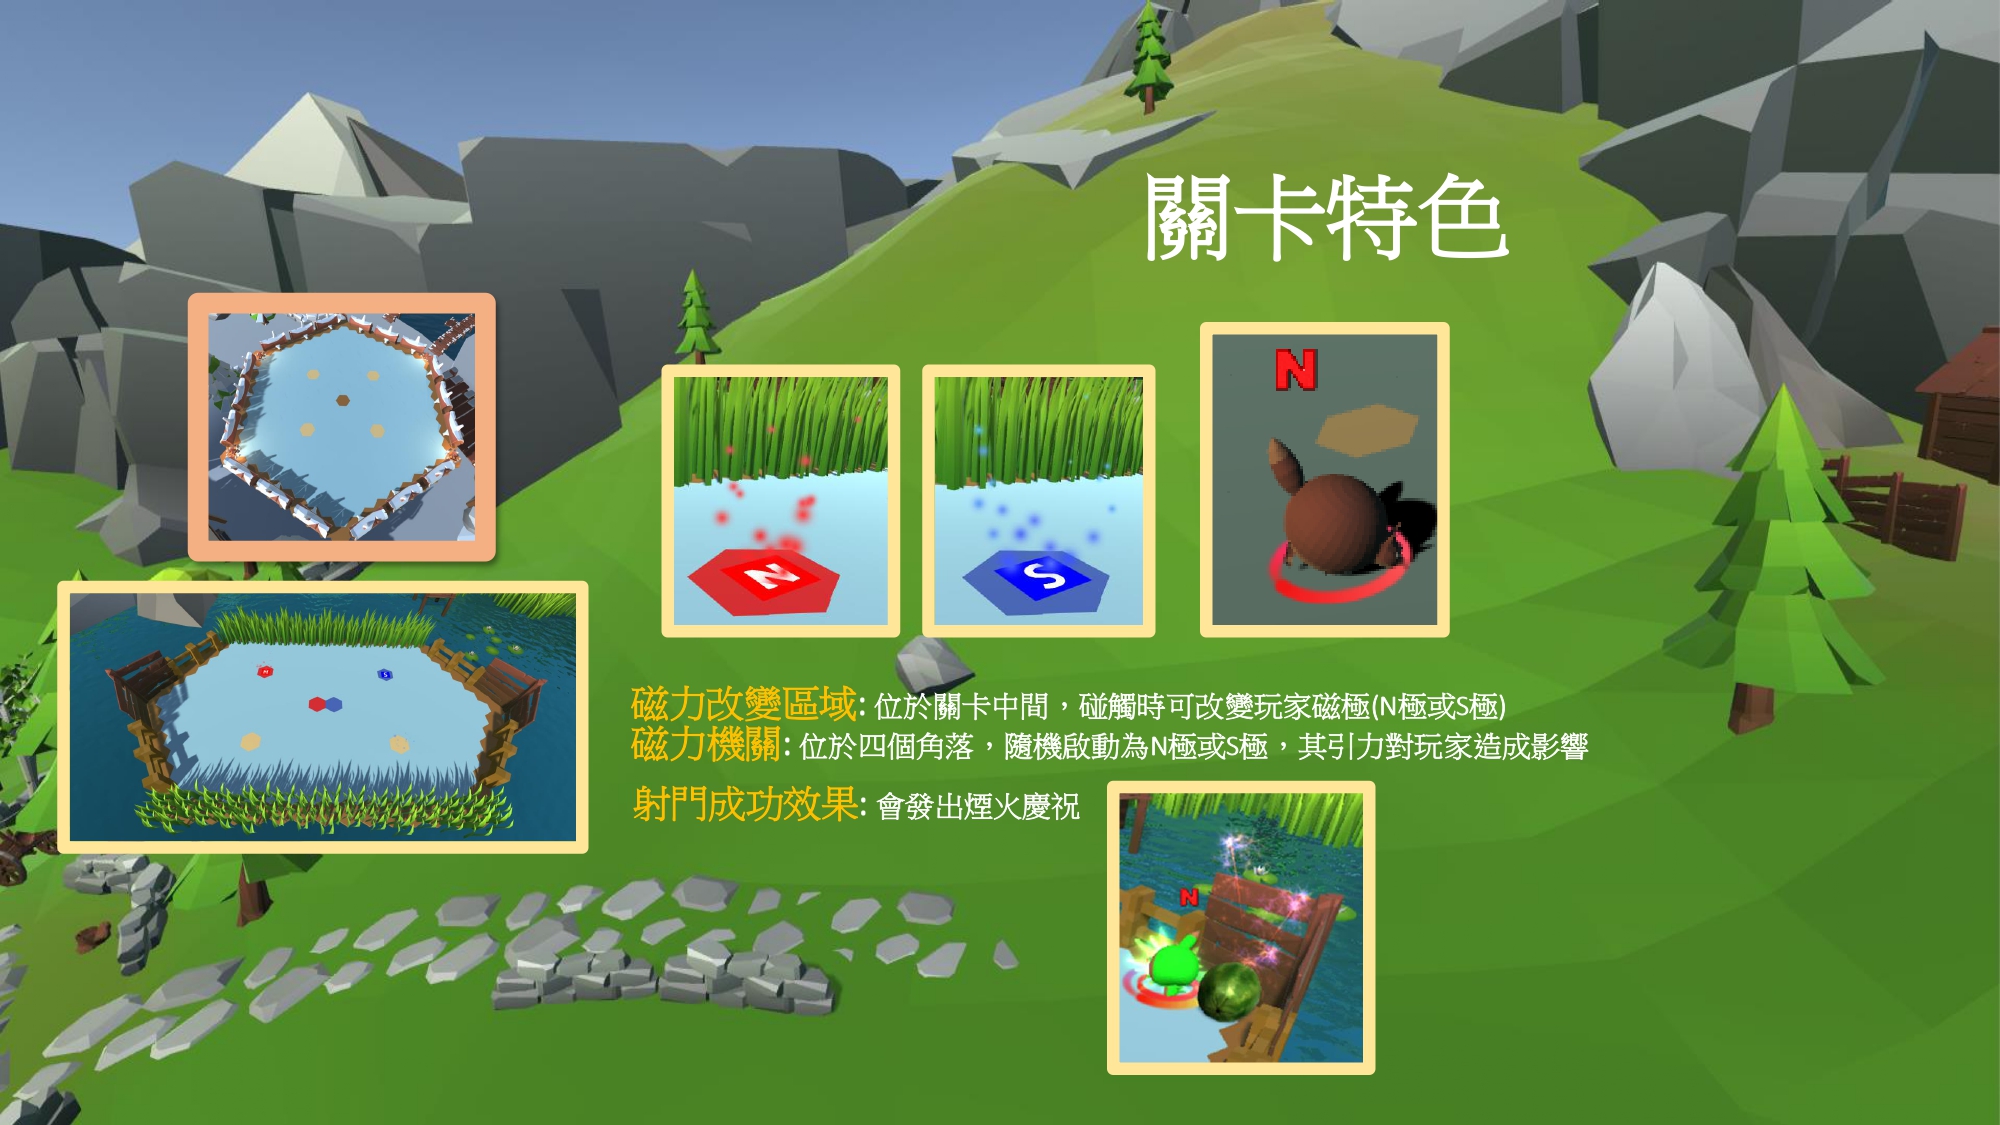 關卡特色
N
N
S
N
S
磁力改變區域: 位於關卡中間，碰觸時可改變玩家磁極(N極或S極)
磁力機關: 位於四個角落，隨機啟動為N極或S極，其引力對玩家造成影響
射門成功效果: 會發出煙火慶祝
N